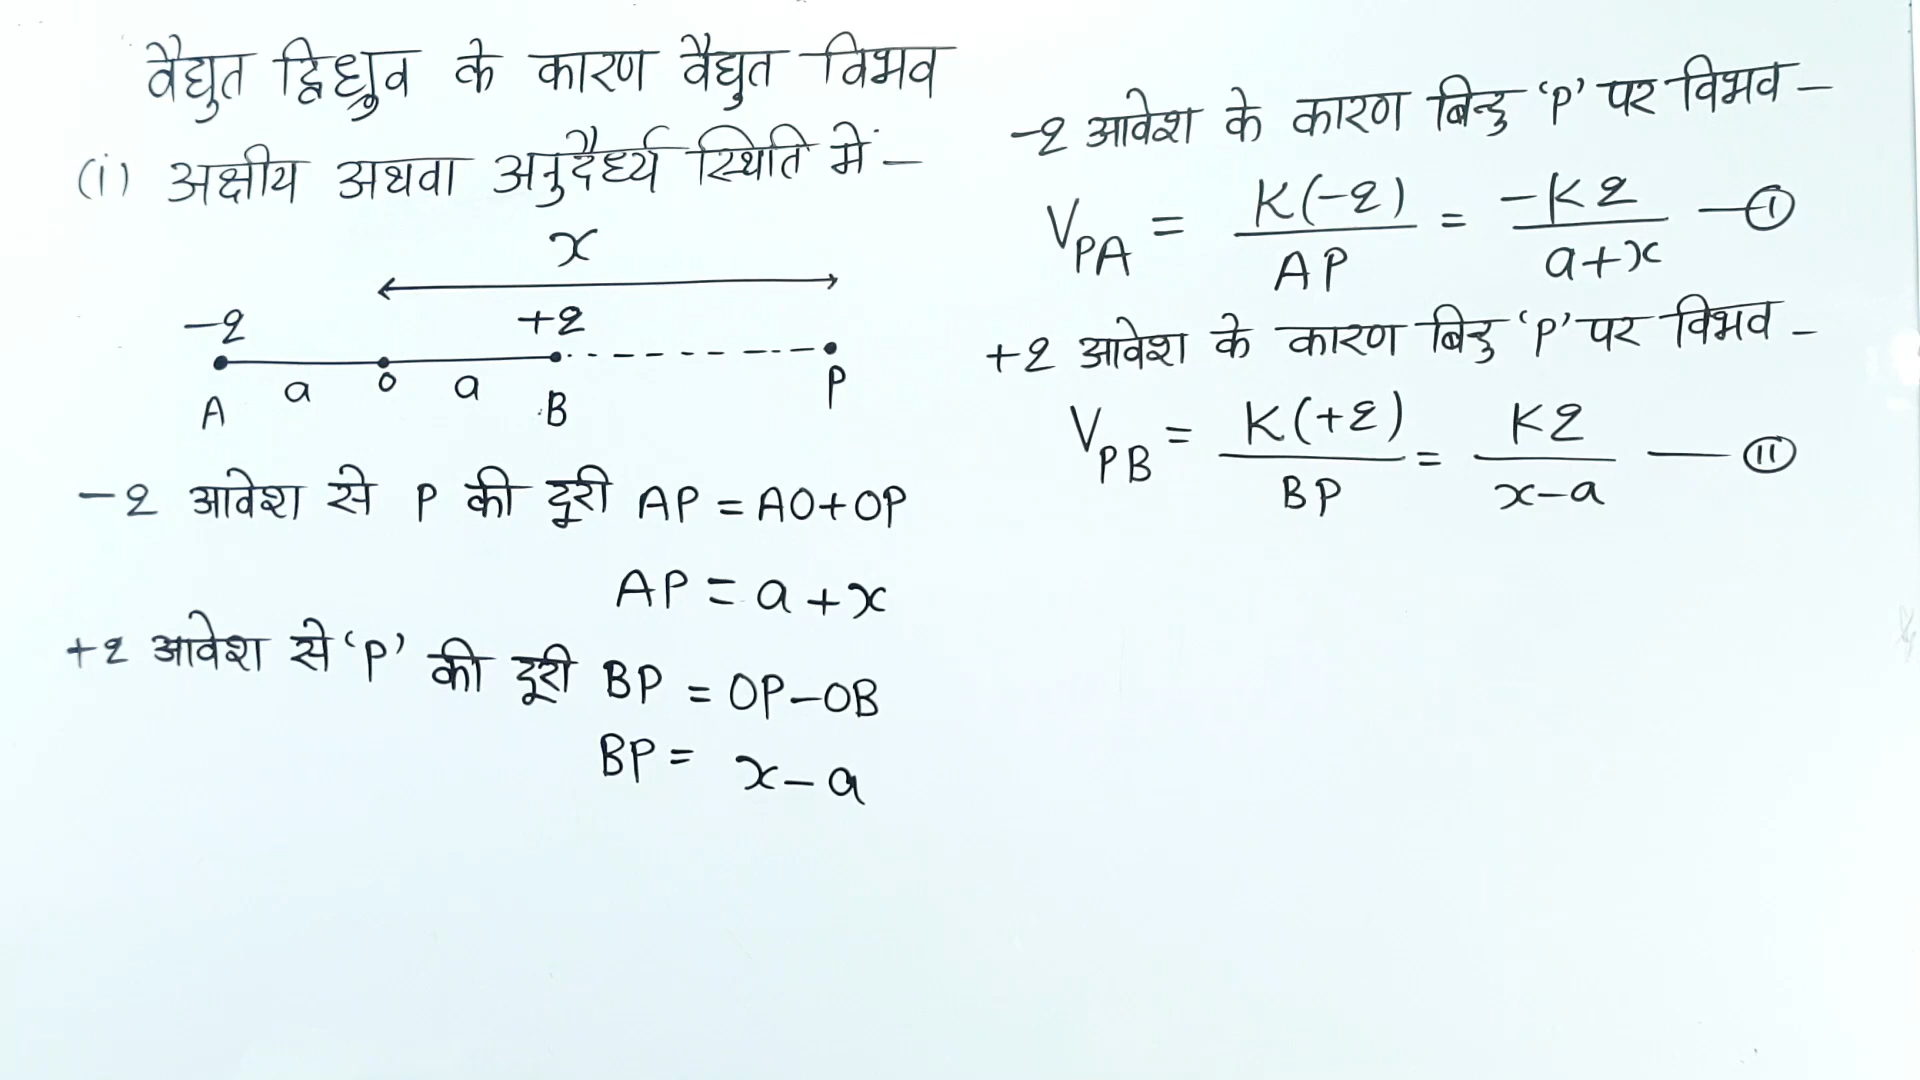 वैद्युत द्विध्रुव के कारण वैद्युत विभव
(i) अक्षीय अथवा अनुदैर्ध्य स्थिति में:-
x
-q +q
A a o a B P
-q आवेश से P की दूरी AP = AO+OP
AP = a+x
+q आवेश से 'P' की दूरी BP = OP-OB
BP = x-a
-q आवेश के कारण बिन्दु 'P' पर विभव -
V_PA = K(-q)/AP = -Kq/a+x — (I)
+q आवेश के कारण बिन्दु 'P' पर विभव -
V_PB = K(+q)/BP = Kq/x-a — (II)